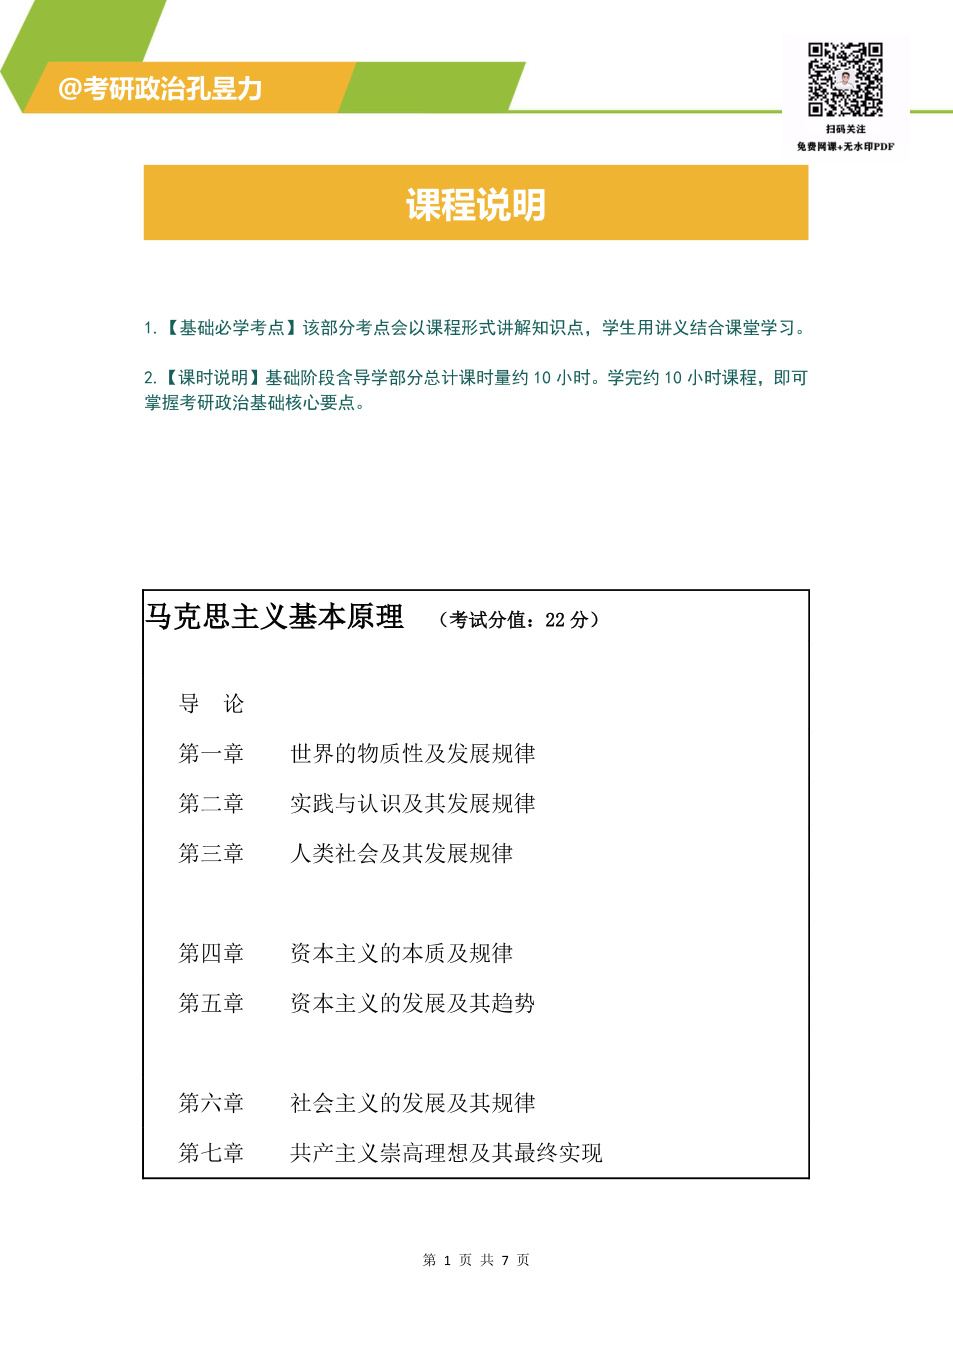 @考研政治孔昱力
扫码关注
免费网课+无水印PDF
课程说明
1.【基础必学考点】该部分考点会以课程形式讲解知识点，学生用讲义结合课堂学习。
2.【课时说明】基础阶段含导学部分总计课时量约 10 小时。学完约 10 小时课程，即可
掌握考研政治基础核心要点。
马克思主义基本原理 （考试分值：22 分）
导 论
第一章 世界的物质性及发展规律
第二章 实践与认识及其发展规律
第三章 人类社会及其发展规律
第四章 资本主义的本质及规律
第五章 资本主义的发展及其趋势
第六章 社会主义的发展及其规律
第七章 共产主义崇高理想及其最终实现
第 1 页 共 7 页